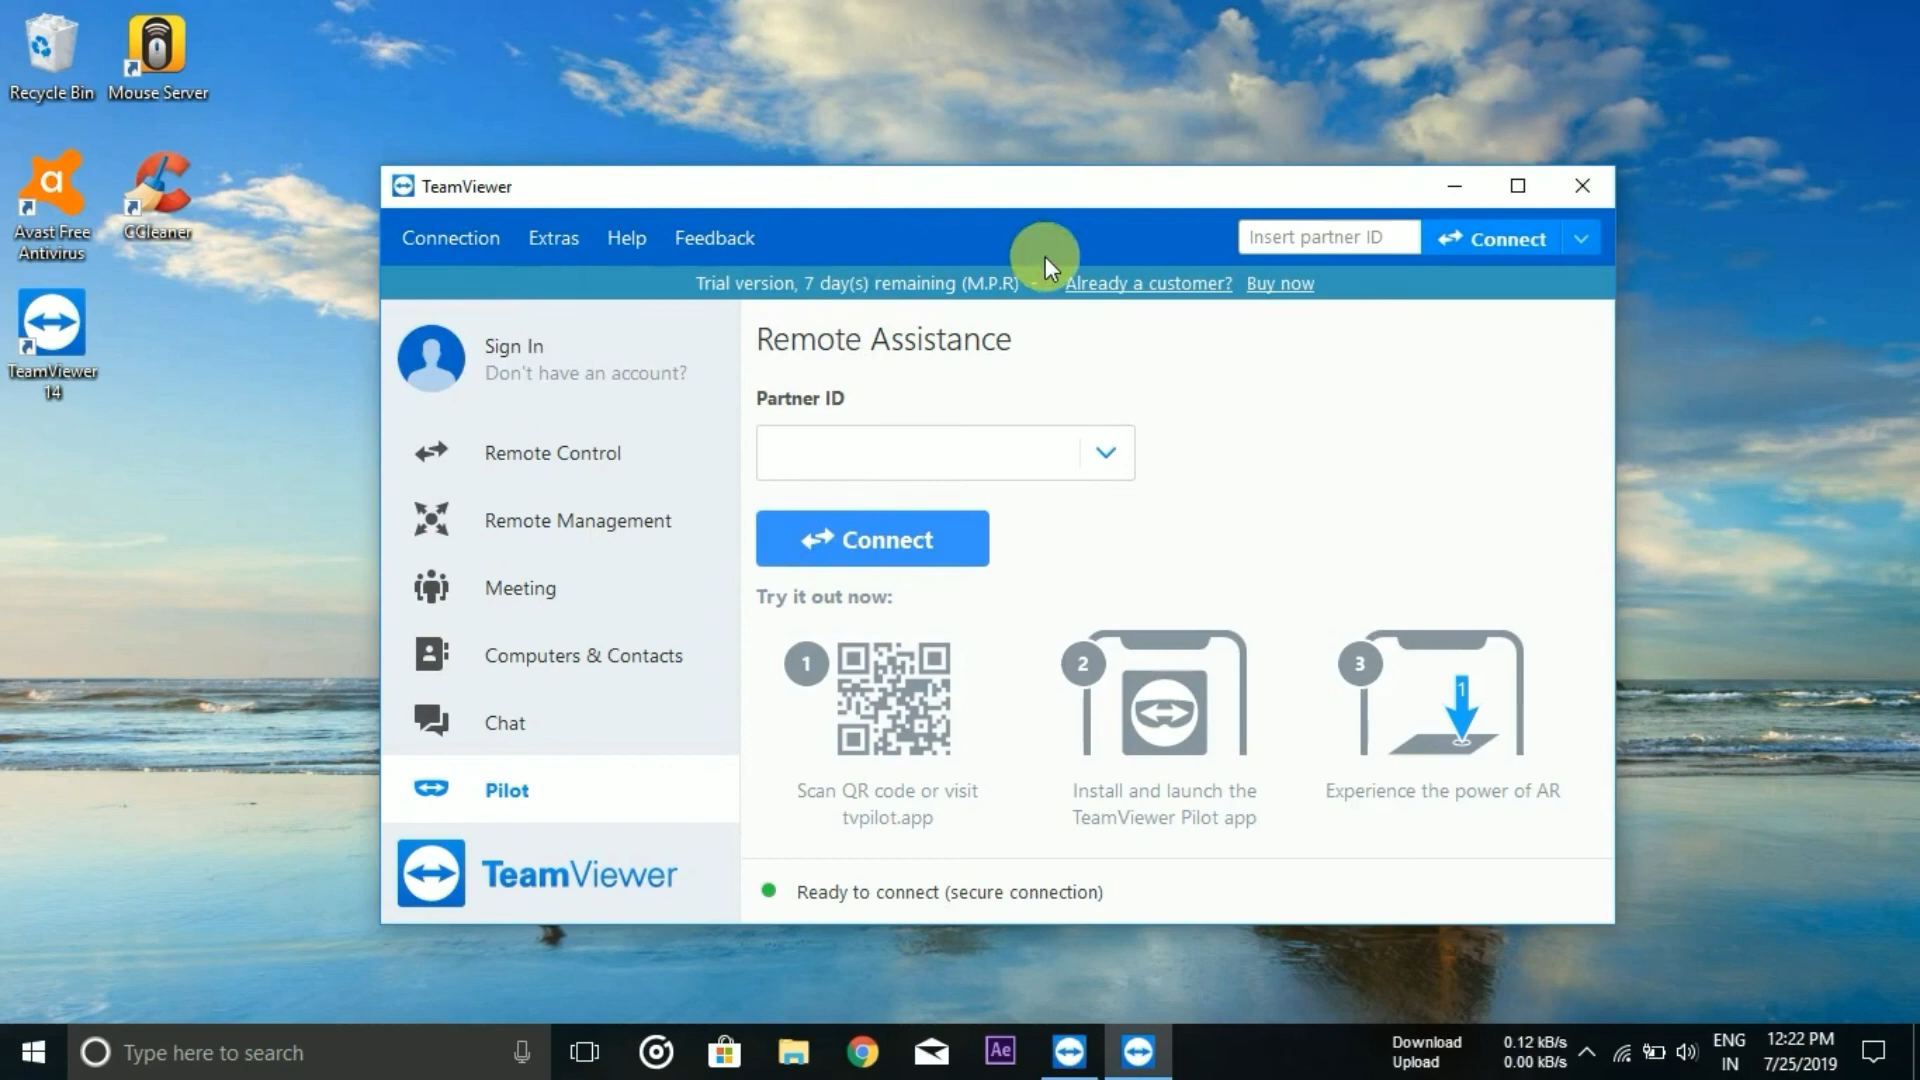 Recycle Bin
Mouse Server
Avast Free
Antivirus
CCleaner
TeamViewer
14
TeamViewer
Connection
Extras
Help
Feedback
Insert partner ID
Connect
Trial version, 7 day(s) remaining (M.P.R) -
Already a customer?
Buy now
Sign In
Don't have an account?
Remote Control
Remote Management
Meeting
Computers & Contacts
Chat
Pilot
TeamViewer
Remote Assistance
Partner ID
Connect
Try it out now:
1
Scan QR code or visit
tvpilot.app
2
Install and launch the
TeamViewer Pilot app
3
1
Experience the power of AR
Ready to connect (secure connection)
Type here to search
Ae
Download 0.12 kB/s
Upload 0.00 kB/s
ENG
IN
12:22 PM
7/25/2019